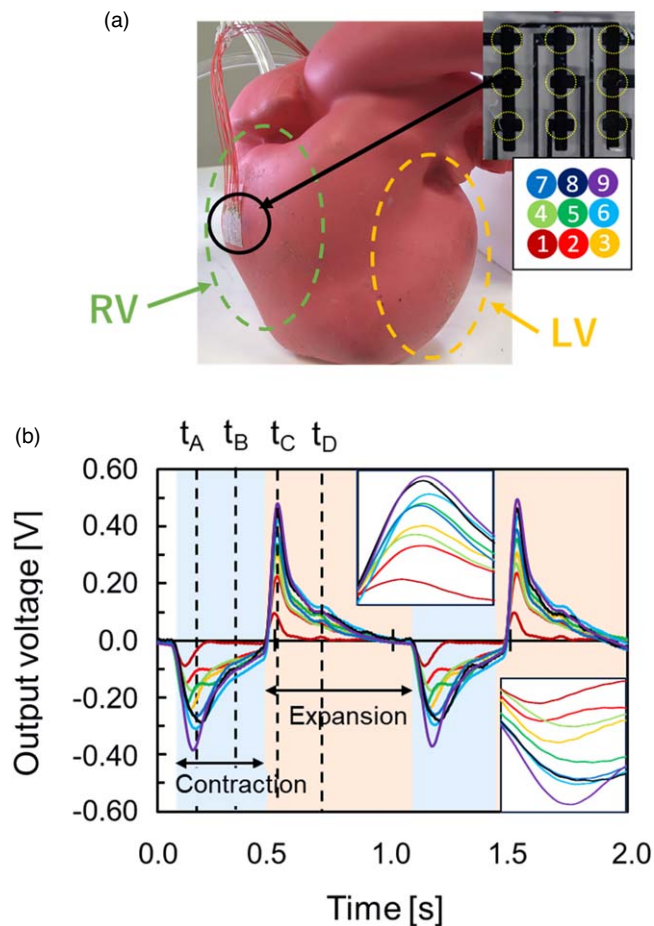 (a)
7 8 9
4 5 6
1 2 3
RV
LV
(b)
tA tB tC tD
0.60
0.40
0.20
0.0
-0.20
-0.40
-0.60
Output voltage [V]
Expansion
Contraction
0.0 0.5 1.0 1.5 2.0
Time [s]